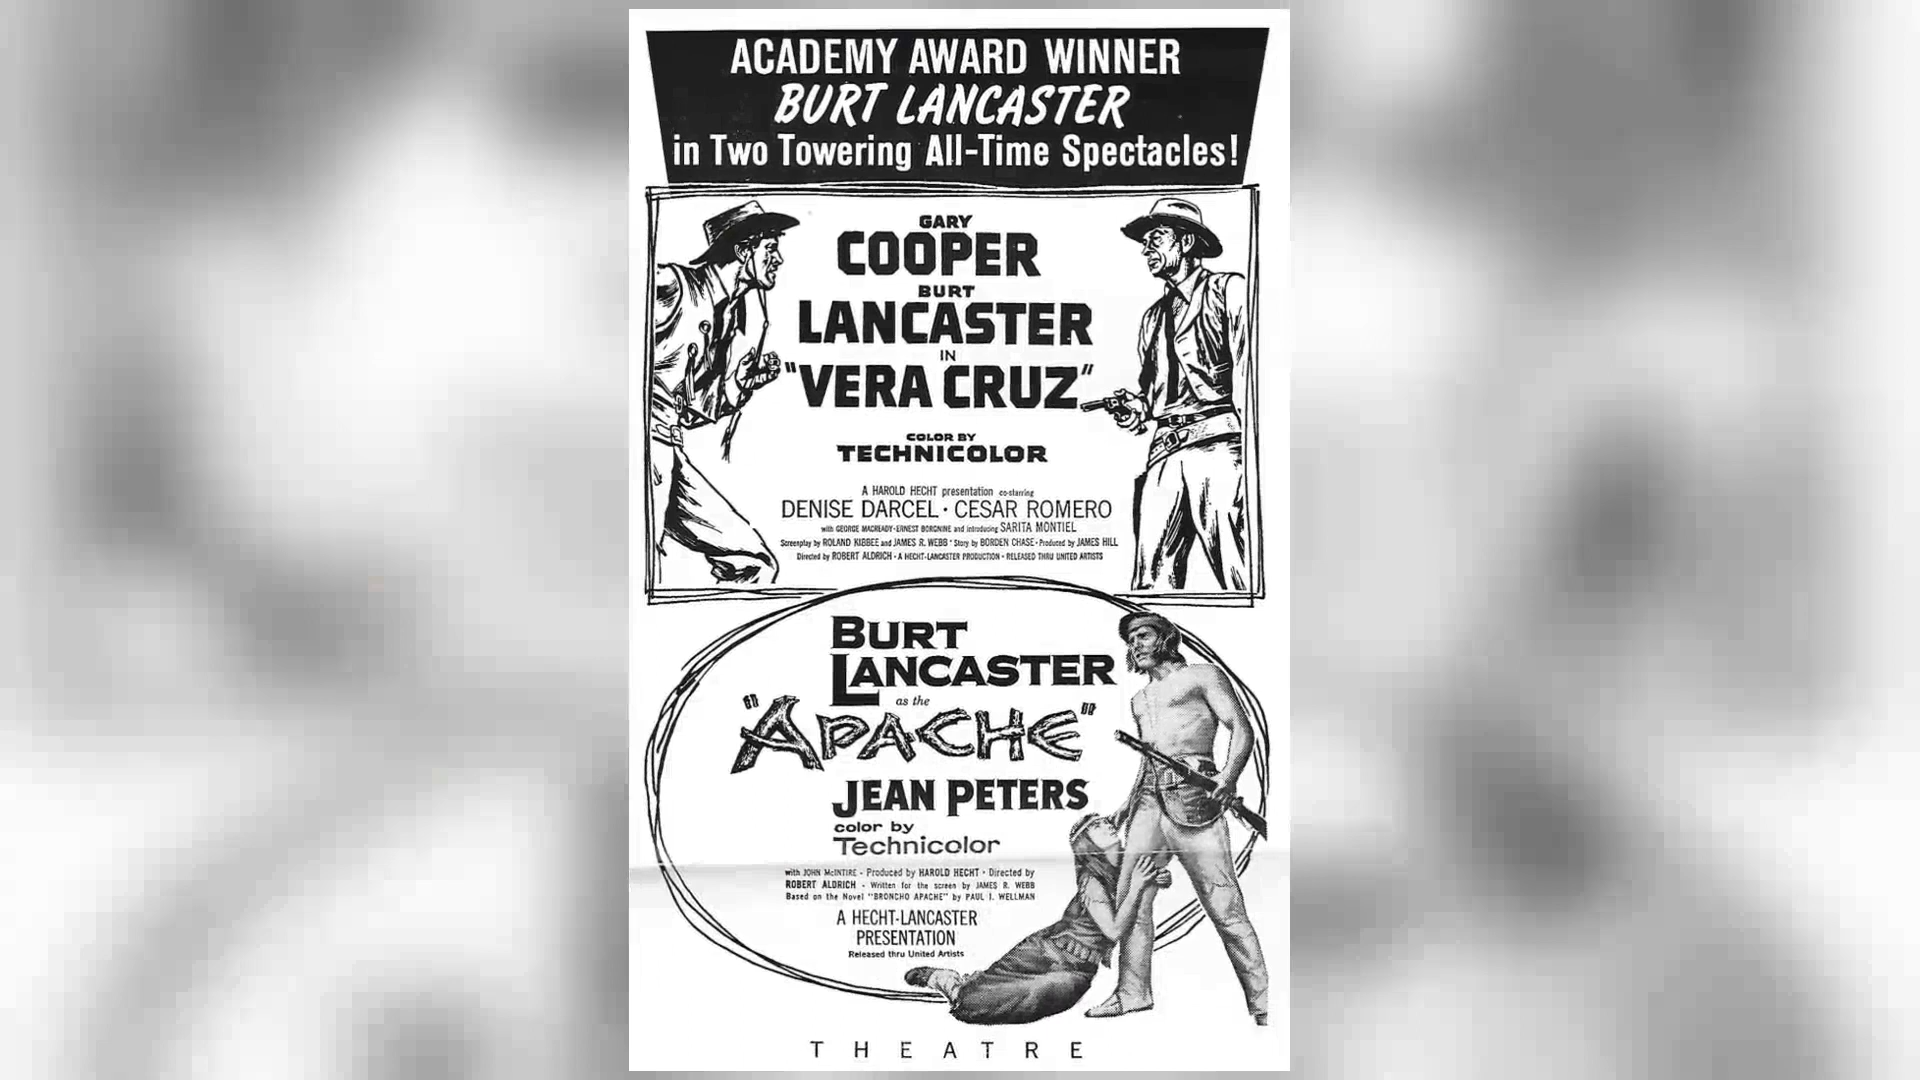 ACADEMY AWARD WINNER
BURT LANCASTER
in Two Towering All-Time Spectacles!
GARY
COOPER
BURT
LANCASTER
IN
"VERA CRUZ"
COLOR BY
TECHNICOLOR
A HAROLD HECHT presentation co-starring
DENISE DARCEL · CESAR ROMERO
with GEORGE MACREADY · ERNEST BORGNINE and introducing SARITA MONTIEL
Screenplay by ROLAND KIBBEE and JAMES R. WEBB · Story by BORDEN CHASE · Produced by JAMES HILL
Directed by ROBERT ALDRICH · A HECHT-LANCASTER PRODUCTION · RELEASED THRU UNITED ARTISTS
BURT
LANCASTER
as the
"APACHE"
JEAN PETERS
color by
Technicolor
with JOHN McINTIRE · Produced by HAROLD HECHT · Directed by
ROBERT ALDRICH · Written for the screen by JAMES R. WEBB
Based on the Novel "BRONCHO APACHE" by PAUL I. WELLMAN
A HECHT-LANCASTER
PRESENTATION
Released thru United Artists
THEATRE